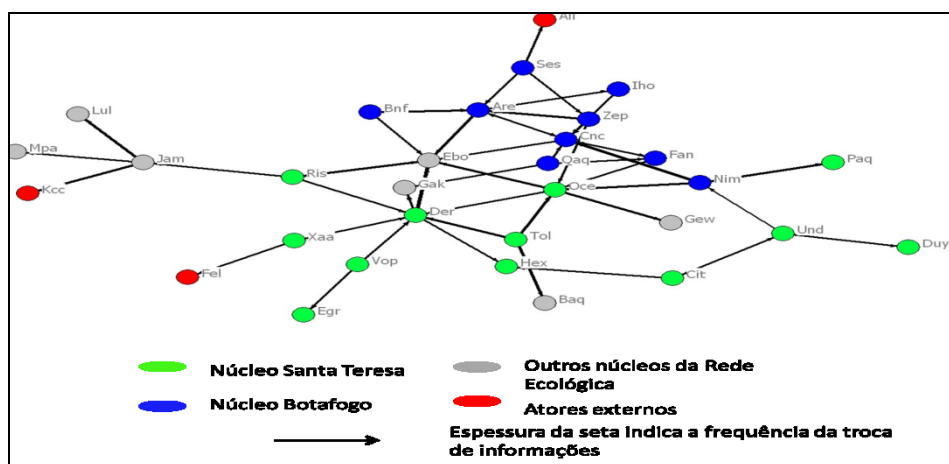 All
Ses
Iho
Lul
Bnf
Are
Zep
Cnc
Mpa
Jam
Ebo
Oaq
Fan
Paq
Kcc
Ris
Gak
Oce
Nim
Der
Gew
Xaa
Tol
Und
Duy
Fel
Vop
Hex
Cit
Egr
Baq
Núcleo Santa Teresa
Outros núcleos da Rede
Ecológica
Núcleo Botafogo
Atores externos
Espessura da seta indica a frequência da troca
de informações